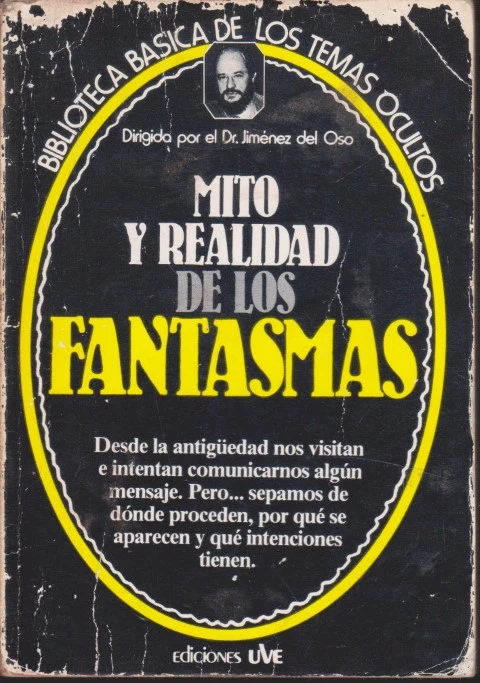 BIBLIOTECA BASICA DE LOS TEMAS OCULTOS
Dirigida por el Dr. Jiménez del Oso
MITO
Y REALIDAD
DE LOS
FANTASMAS
Desde la antigüedad nos visitan
e intentan comunicarnos algún
mensaje. Pero... sepamos de
dónde proceden, por qué se
aparecen y qué intenciones
tienen.
EDICIONES UVE